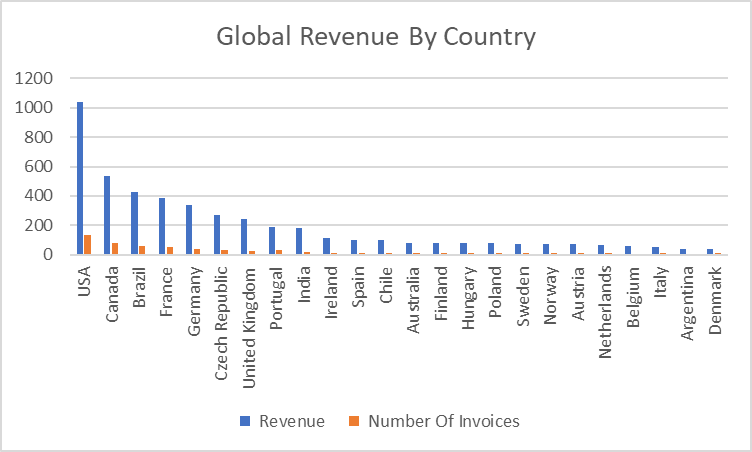 Global Revenue By Country
1200
1000
800
600
400
200
0
USA
Canada
Brazil
France
Germany
Czech Republic
United Kingdom
Portugal
India
Ireland
Spain
Chile
Australia
Finland
Hungary
Poland
Sweden
Norway
Austria
Netherlands
Belgium
Italy
Argentina
Denmark
Revenue
Number Of Invoices